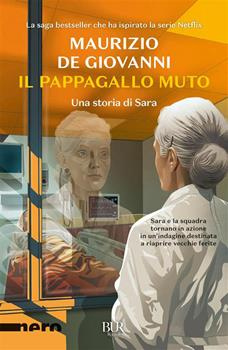 La saga bestseller che ha ispirato la serie Netflix
MAURIZIO
DE GIOVANNI
IL PAPPAGALLO MUTO
Una storia di Sara
Sara e la squadra
tornano in azione
in un'indagine destinata
a riaprire vecchie ferite
nero
BUR